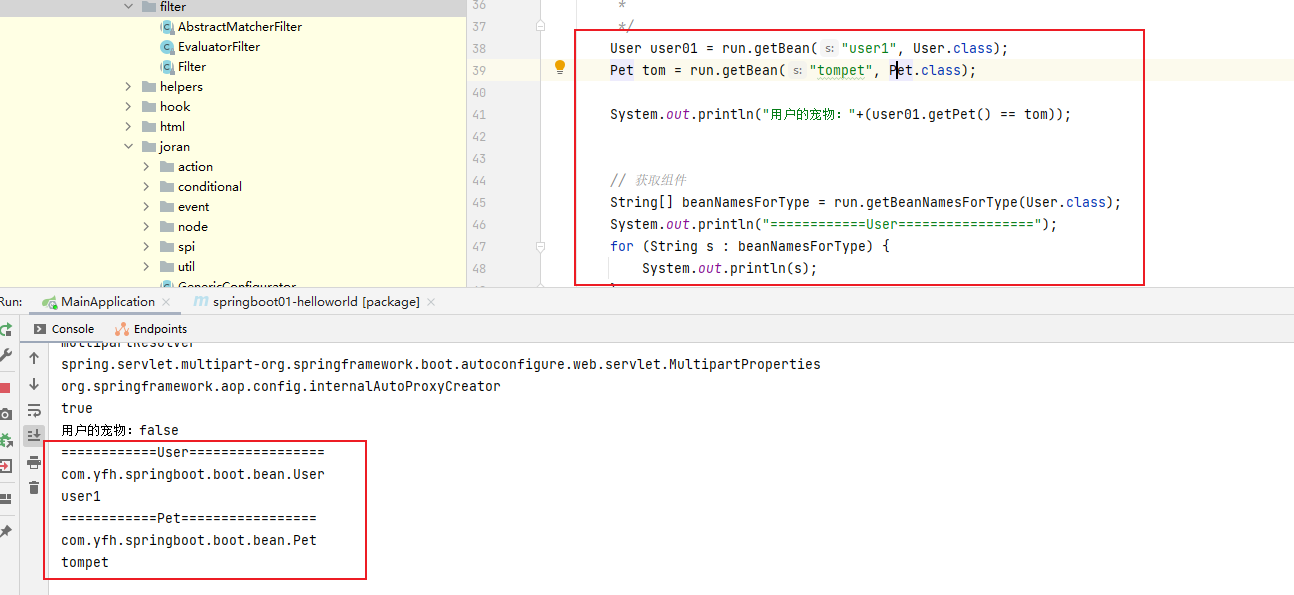 filter
AbstractMatcherFilter
EvaluatorFilter
Filter
helpers
hook
html
joran
action
conditional
event
node
spi
util
GenericConfigurator
36 *
37 */
38 User user01 = run.getBean( s: "user1", User.class);
39 Pet tom = run.getBean( s: "tompet", Pet.class);
40
41 System.out.println("用户的宠物："+(user01.getPet() == tom));
42
43
44 // 获取组件
45 String[] beanNamesForType = run.getBeanNamesForType(User.class);
46 System.out.println("============User=================");
47 for (String s : beanNamesForType) {
48 System.out.println(s);
Run: MainApplication × m springboot01-helloworld [package] ×
Console Endpoints
multipartResolver
spring.servlet.multipart-org.springframework.boot.autoconfigure.web.servlet.MultipartProperties
org.springframework.aop.config.internalAutoProxyCreator
true
用户的宠物：false
============User=================
com.yfh.springboot.boot.bean.User
user1
============Pet=================
com.yfh.springboot.boot.bean.Pet
tompet